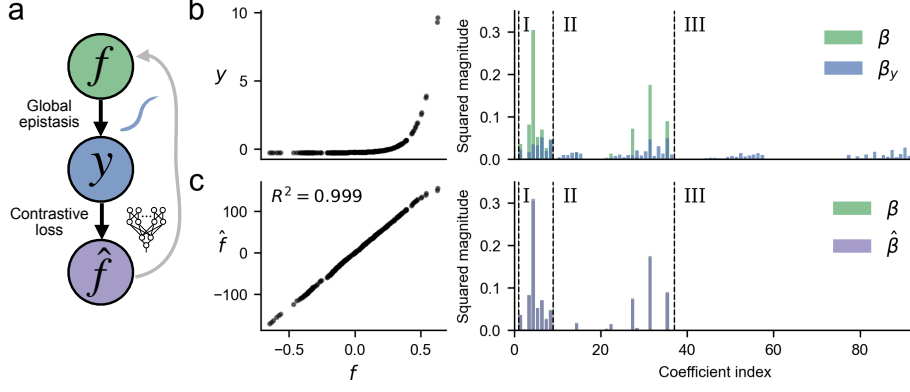 a
f
Global
epistasis
y
Contrastive
loss
f̂
b
10
5
0
y
0.3
0.2
0.1
0.0
Squared magnitude
I
II
III
β
β_y
c
R² = 0.999
100
0
−100
f̂
−0.5
0.0
0.5
f
0.3
0.2
0.1
0.0
Squared magnitude
I
II
III
β
β̂
0
20
40
60
80
Coefficient index